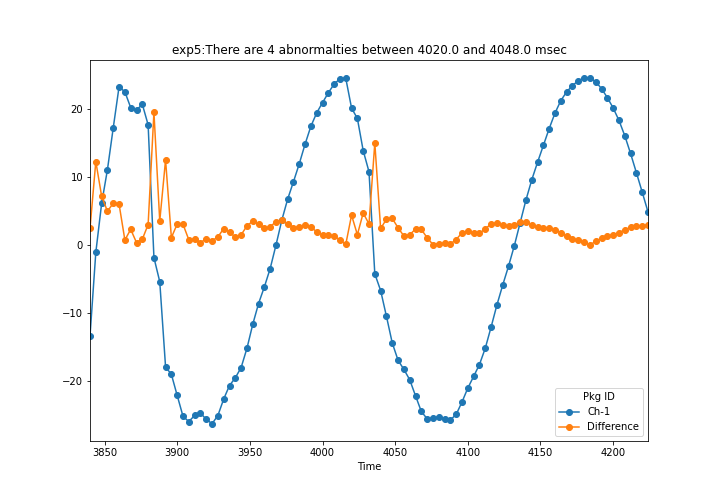 exp5:There are 4 abnormalties between 4020.0 and 4048.0 msec
20
10
0
−10
−20
3850 3900 3950 4000 4050 4100 4150 4200
Time
Pkg ID
Ch-1
Difference